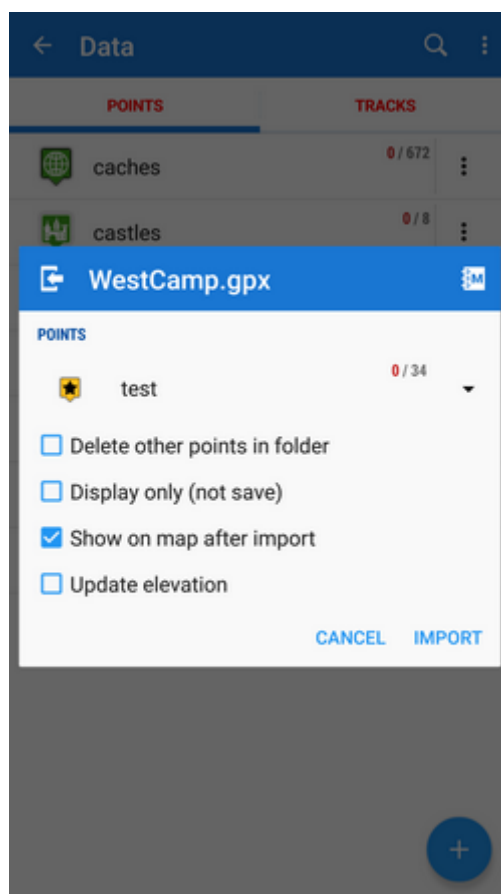 Data
POINTS TRACKS
caches 0 / 672
castles 0 / 8
WestCamp.gpx
POINTS
test 0 / 34
Delete other points in folder
Display only (not save)
Show on map after import
Update elevation
CANCEL IMPORT